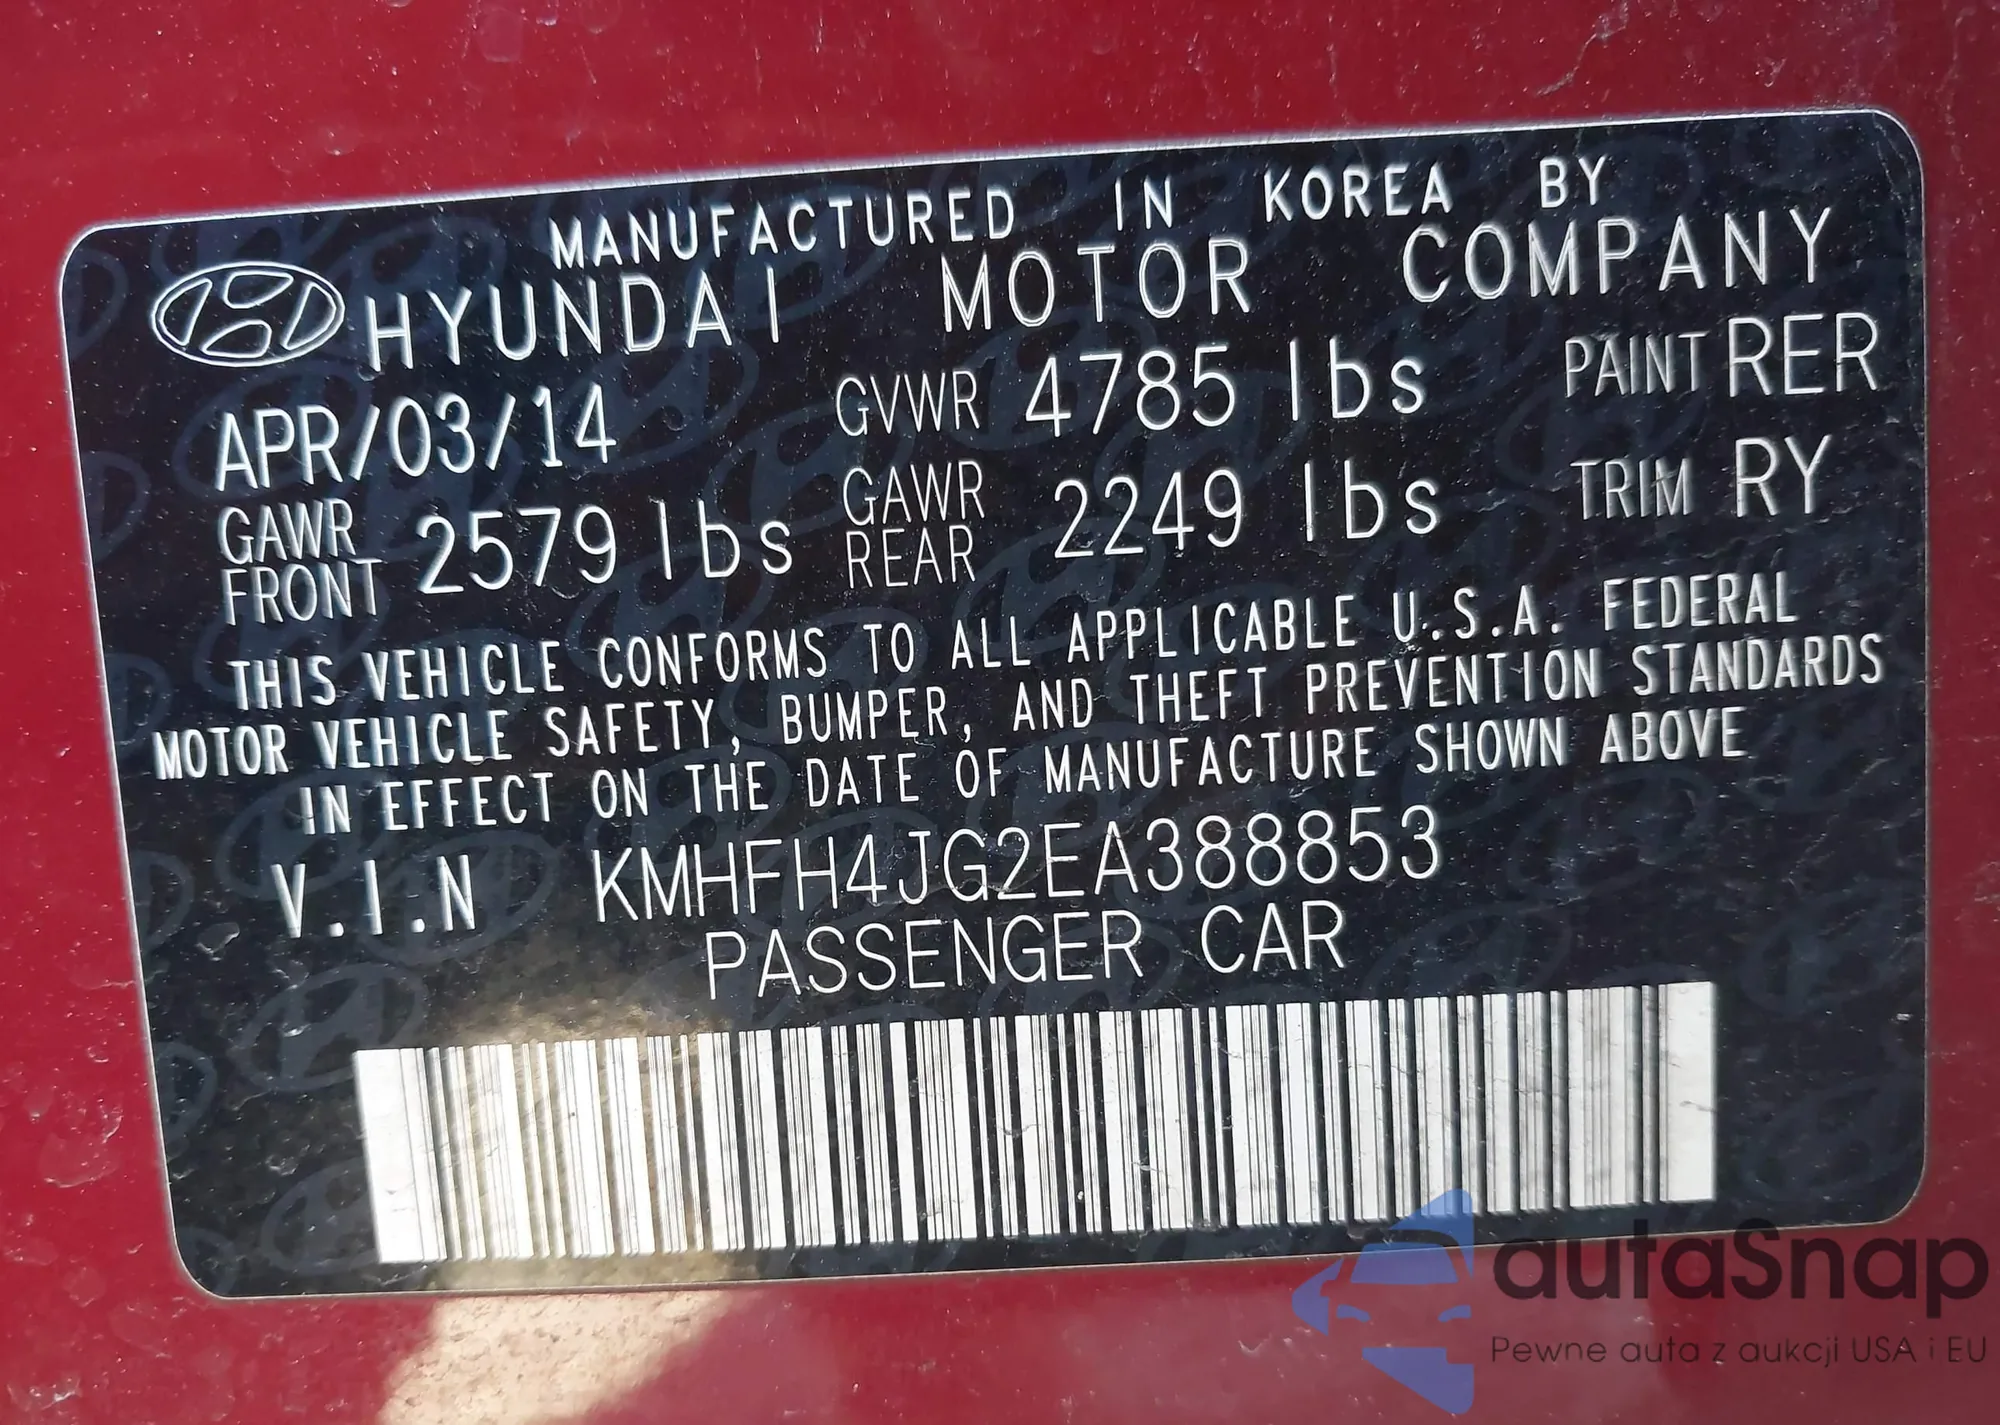 MANUFACTURED IN KOREA BY
HYUNDAI MOTOR COMPANY
APR/03/14 GVWR 4785 lbs PAINT RER
GAWR FRONT 2579 lbs GAWR REAR 2249 lbs TRIM RY
THIS VEHICLE CONFORMS TO ALL APPLICABLE U.S.A. FEDERAL
MOTOR VEHICLE SAFETY, BUMPER, AND THEFT PREVENTION STANDARDS
IN EFFECT ON THE DATE OF MANUFACTURE SHOWN ABOVE
V.I.N KMHFH4JG2EA388853
PASSENGER CAR
autaSnap
Pewne auta z aukcji USA i EU